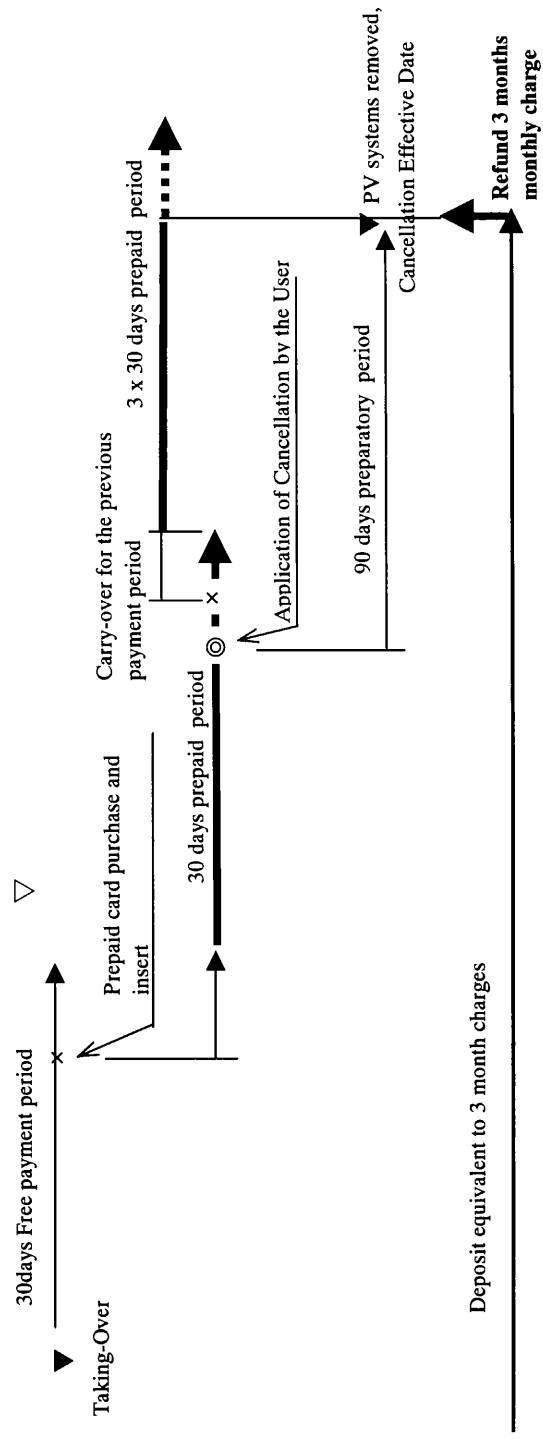 30days Free payment period
Taking-Over
Prepaid card purchase and
insert
30 days prepaid period
Carry-over for the previous
payment period
3 x 30 days prepaid period
Application of Cancellation by the User
90 days preparatory period
PV systems removed,
Cancellation Effective Date
Deposit equivalent to 3 month charges
Refund 3 months
monthly charge